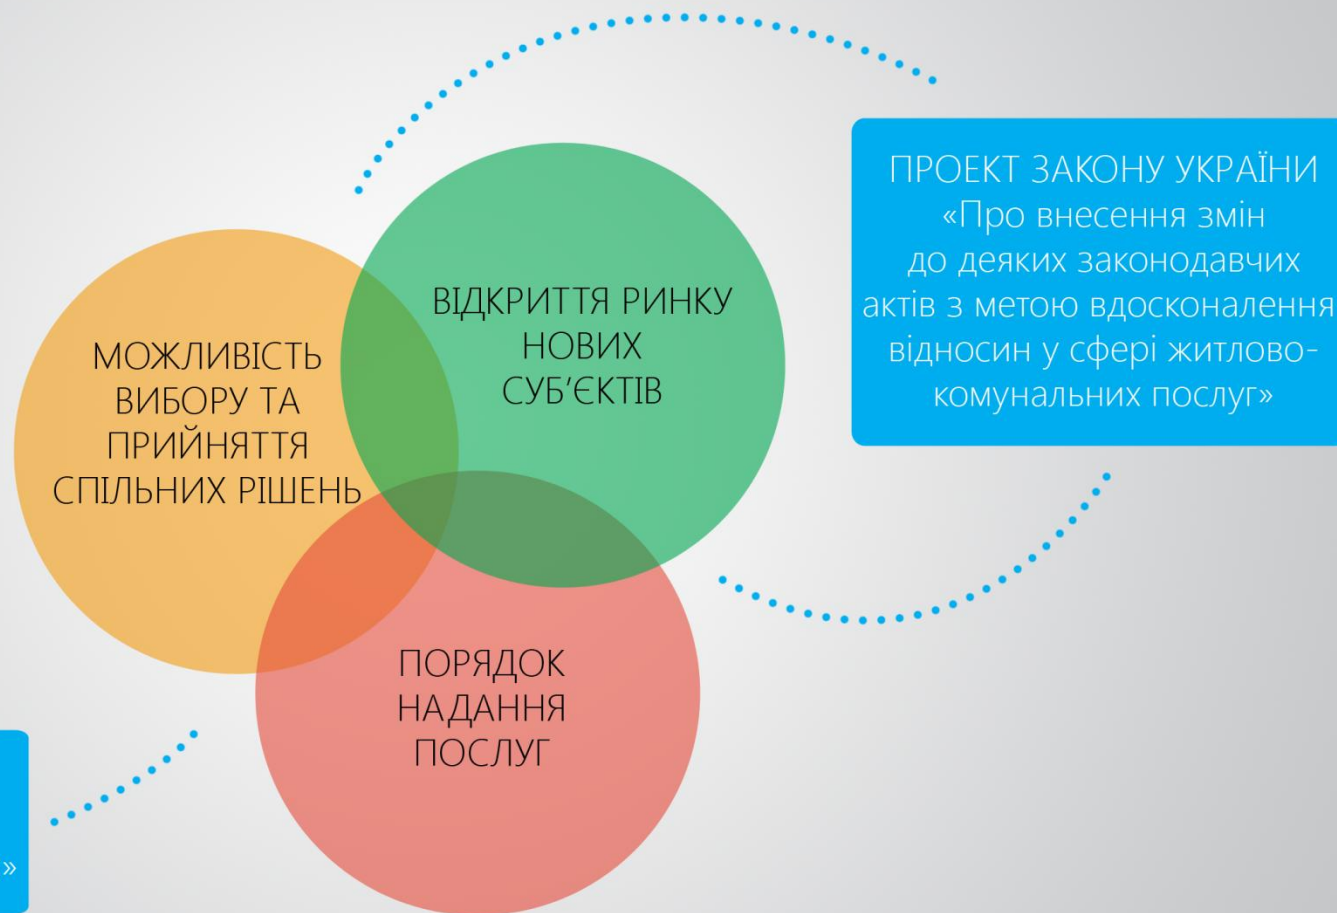 ПРОЕКТ ЗАКОНУ УКРАЇНИ
«Про внесення змін
до деяких законодавчих
актів з метою вдосконалення
відносин у сфері житлово-
комунальних послуг»
ВІДКРИТТЯ РИНКУ
НОВИХ
СУБ’ЄКТІВ
МОЖЛИВІСТЬ
ВИБОРУ ТА
ПРИЙНЯТТЯ
СПІЛЬНИХ РІШЕНЬ
ПОРЯДОК
НАДАННЯ
ПОСЛУГ
»